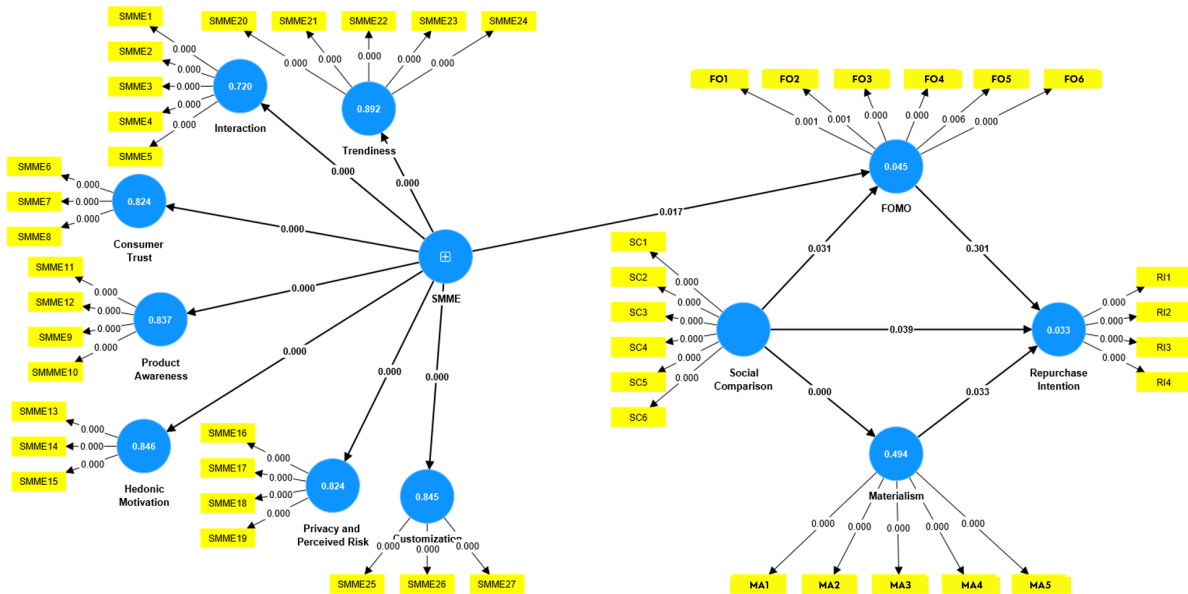 SMME1
SMME2
SMME3
SMME4
SMME5
0.000
0.000
0.000
0.000
0.000
0.720
Interaction
SMME20
SMME21
SMME22
SMME23
SMME24
0.000
0.000
0.000
0.000
0.000
0.892
Trendiness
SMME6
SMME7
SMME8
0.000
0.000
0.000
0.824
Consumer
Trust
SMME11
SMME12
SMME9
SMMME10
0.000
0.000
0.000
0.000
0.837
Product
Awareness
SMME13
SMME14
SMME15
0.000
0.000
0.000
0.846
Hedonic
Motivation
SMME16
SMME17
SMME18
SMME19
0.000
0.000
0.000
0.000
0.824
Privacy and
Perceived Risk
0.845
Customization
0.000
0.000
0.000
SMME25
SMME26
SMME27
0.000
0.000
0.000
0.000
0.000
0.000
0.000
SMME
0.017
FO1
FO2
FO3
FO4
FO5
FO6
0.001
0.001
0.000
0.000
0.006
0.000
0.045
FOMO
0.031
0.301
SC1
SC2
SC3
SC4
SC5
SC6
0.000
0.000
0.000
0.000
0.000
0.000
Social
Comparison
0.039
0.000
0.033
0.033
Repurchase
Intention
0.000
0.000
0.000
0.000
RI1
RI2
RI3
RI4
0.494
Materialism
0.000
0.000
0.000
0.000
0.000
MA1
MA2
MA3
MA4
MA5